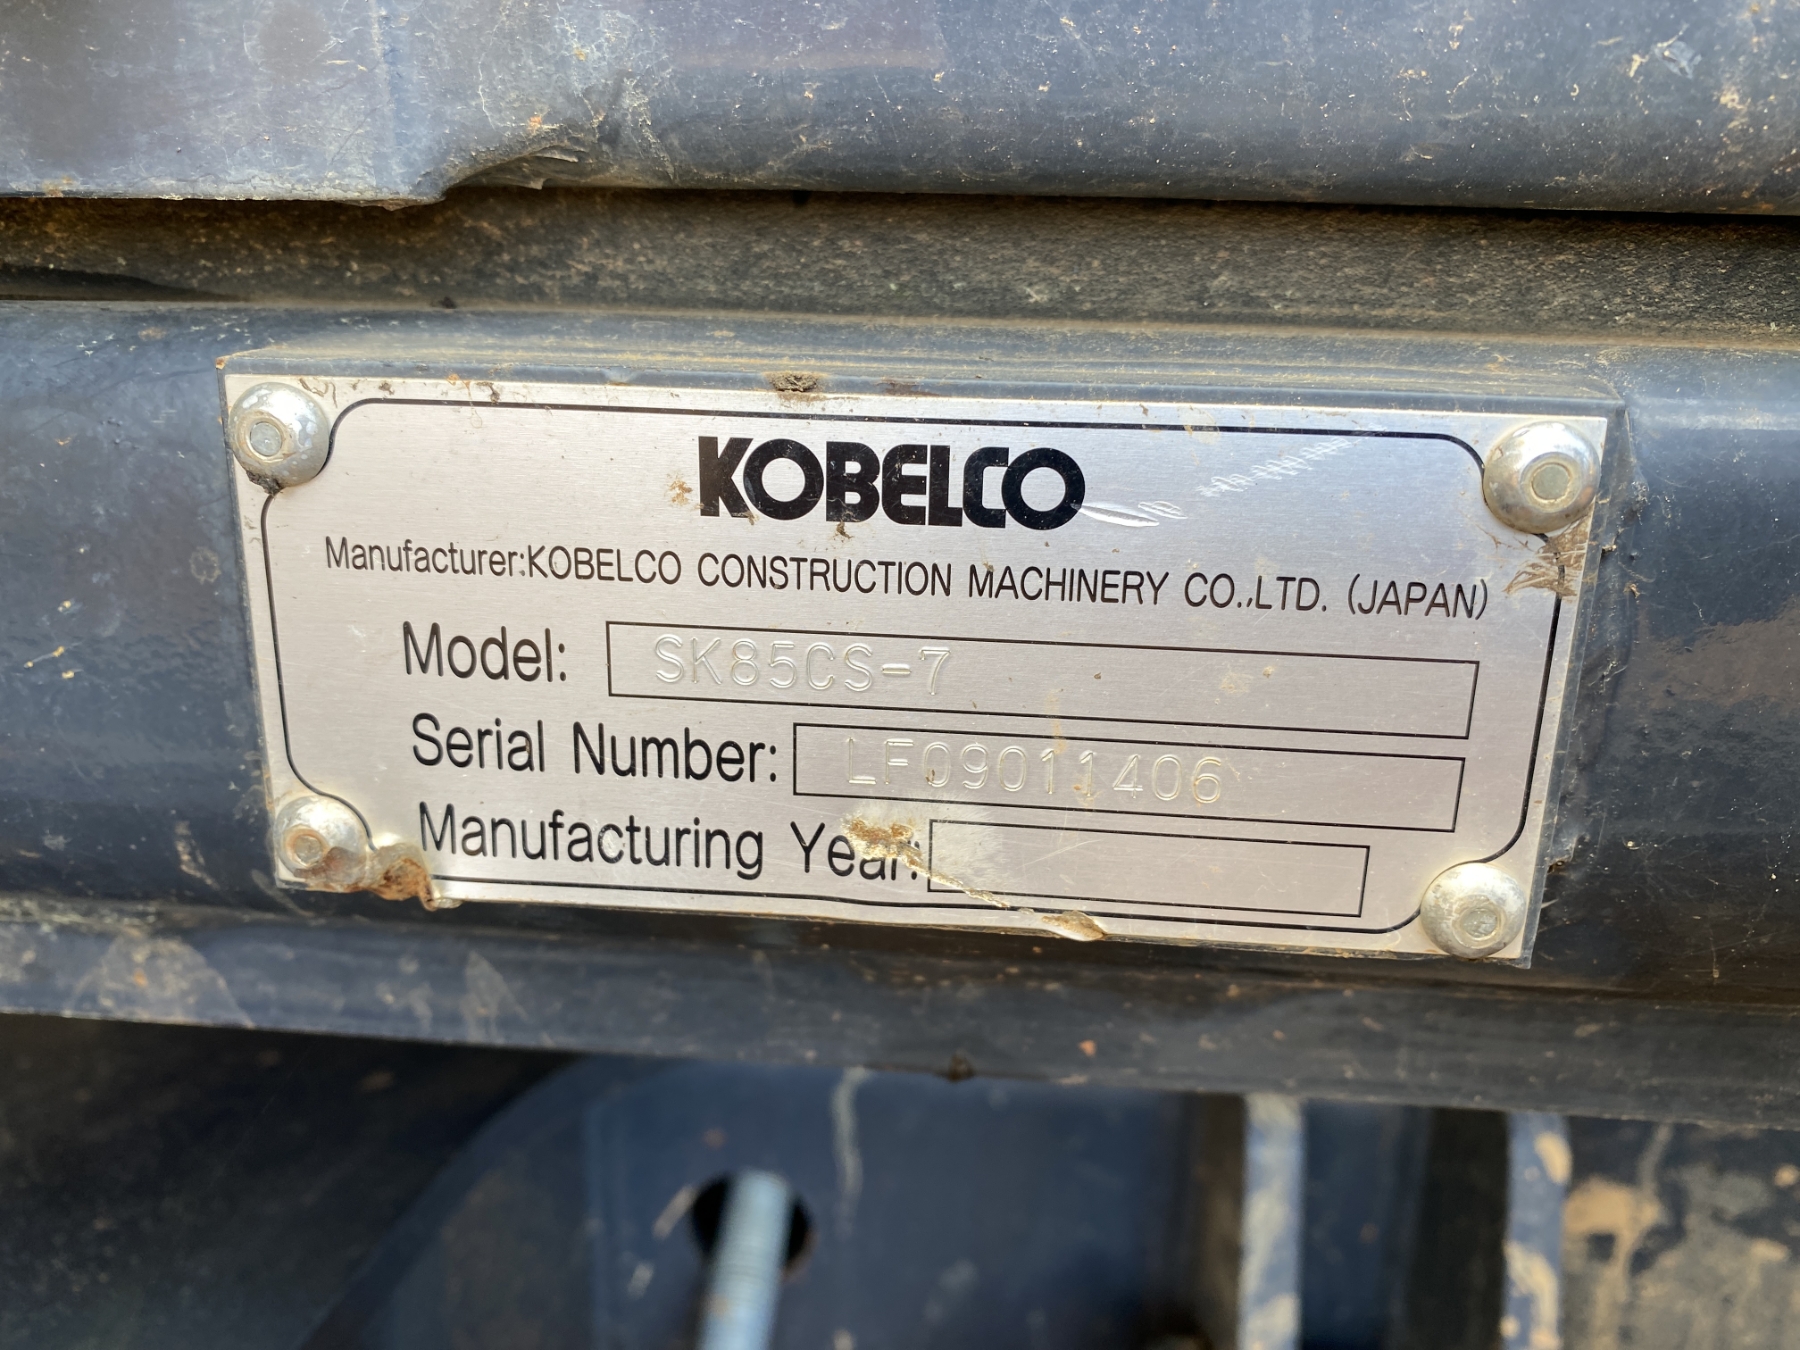 KOBELCO
Manufacturer:KOBELCO CONSTRUCTION MACHINERY CO.,LTD. (JAPAN)
Model: SK85CS-7
Serial Number: LF09011406
Manufacturing Year: